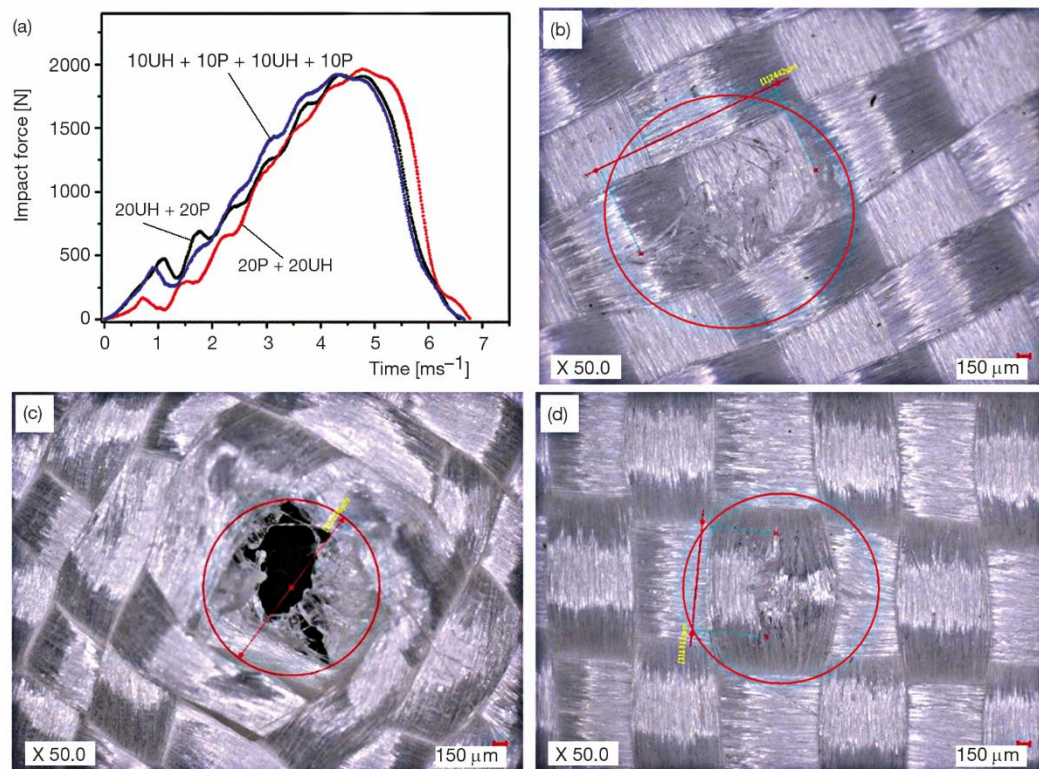 (a)
10UH + 10P + 10UH + 10P
2000
1500
1000
500
0
Impact force [N]
20UH + 20P
20P + 20UH
0 1 2 3 4 5 6 7
Time [ms–1]
(b)
X 50.0
150 μm
(c)
X 50.0
150 μm
(d)
X 50.0
150 μm